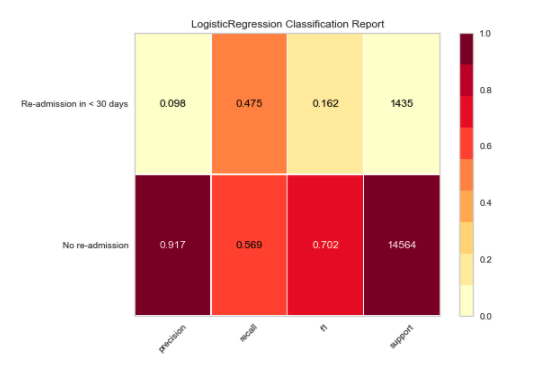 LogisticRegression Classification Report
1.0
Re-admission in < 30 days 0.098 0.475 0.162 1435
0.8
0.6
0.4
No re-admission 0.917 0.569 0.702 14564
0.2
0.0
precision recall f1 support